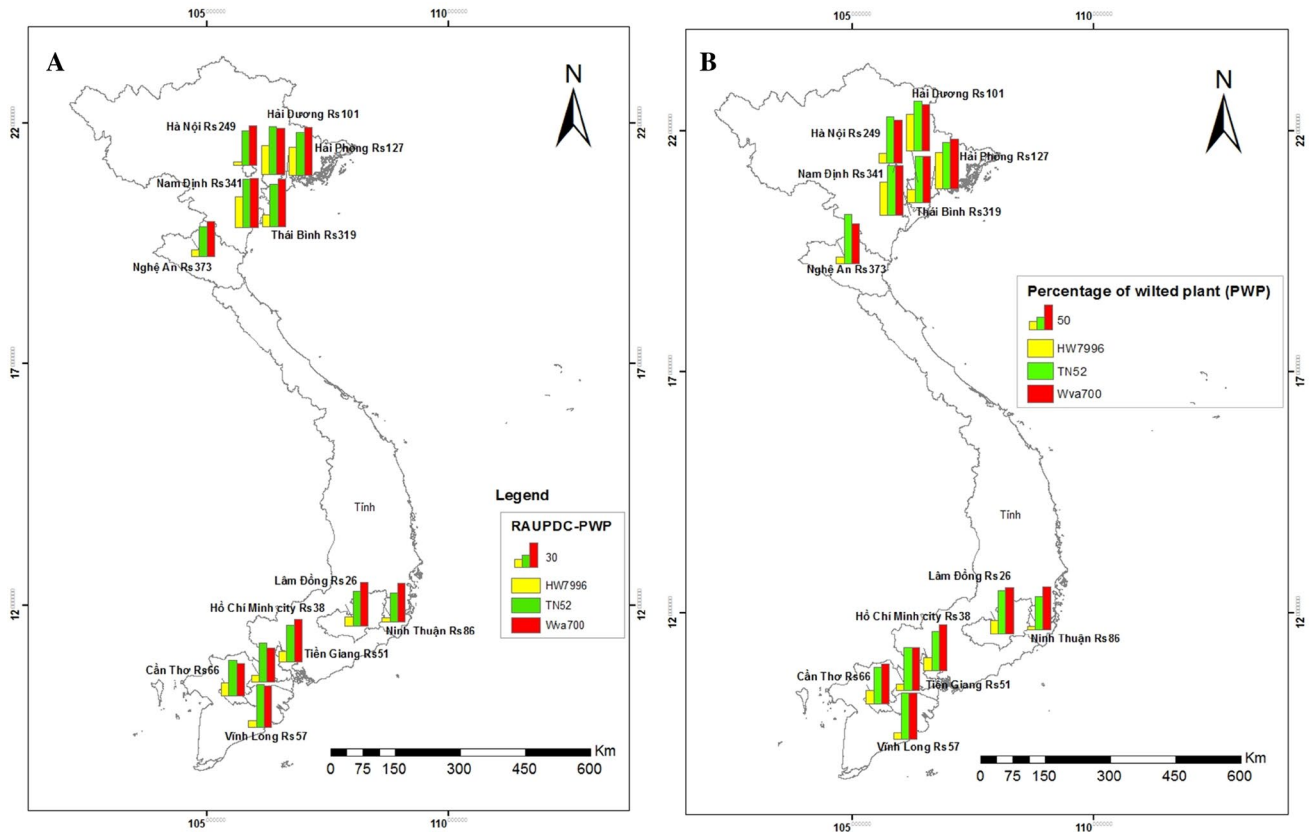 A
105°
110°
22°
17°
12°
N
Hải Dương Rs101
Hà Nội Rs249
Hải Phòng Rs127
Nam Định Rs341
Thái Bình Rs319
Nghệ An Rs373
Tỉnh
Legend
RAUPDC-PWP
30
HW7996
TN52
Wva700
Lâm Đồng Rs26
Hồ Chí Minh city Rs38
Ninh Thuận Rs86
Tiền Giang Rs51
Cần Thơ Rs66
Vĩnh Long Rs57
Km
0 75 150 300 450 600
105
110
B
105
110
22
17
12
N
Hải Dương Rs101
Hà Nội Rs249
Hải Phòng Rs127
Nam Định Rs341
Thái Bình Rs319
Nghệ An Rs373
Percentage of wilted plant (PWP)
50
HW7996
TN52
Wva700
Tỉnh
Lâm Đồng Rs26
Hồ Chí Minh city Rs38
Ninh Thuận Rs86
Cần Thơ Rs66
Tiền Giang Rs51
Vĩnh Long Rs57
Km
0 75 150 300 450 600
105
110